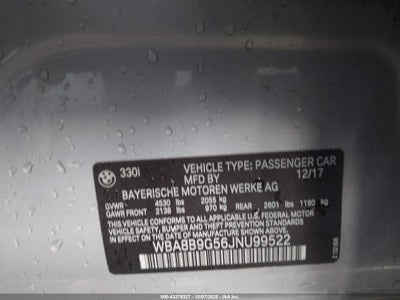 330i VEHICLE TYPE: PASSENGER CAR
MFD BY 12/17
BAYERISCHE MOTOREN WERKE AG
GVWR 4530 lbs 2055 kg
GAWR FRONT 2138 lbs 970 kg GAWR REAR 2601 lbs 1180 kg
THIS VEHICLE CONFORMS TO ALL APPLICABLE FEDERAL MOTOR
VEHICLE SAFETY, BUMPER, AND THEFT PREVENTION STANDARDS
IN EFFECT ON THE DATE OF MANUFACTURE SHOWN ABOVE.
WBA8B9G56JNU99522